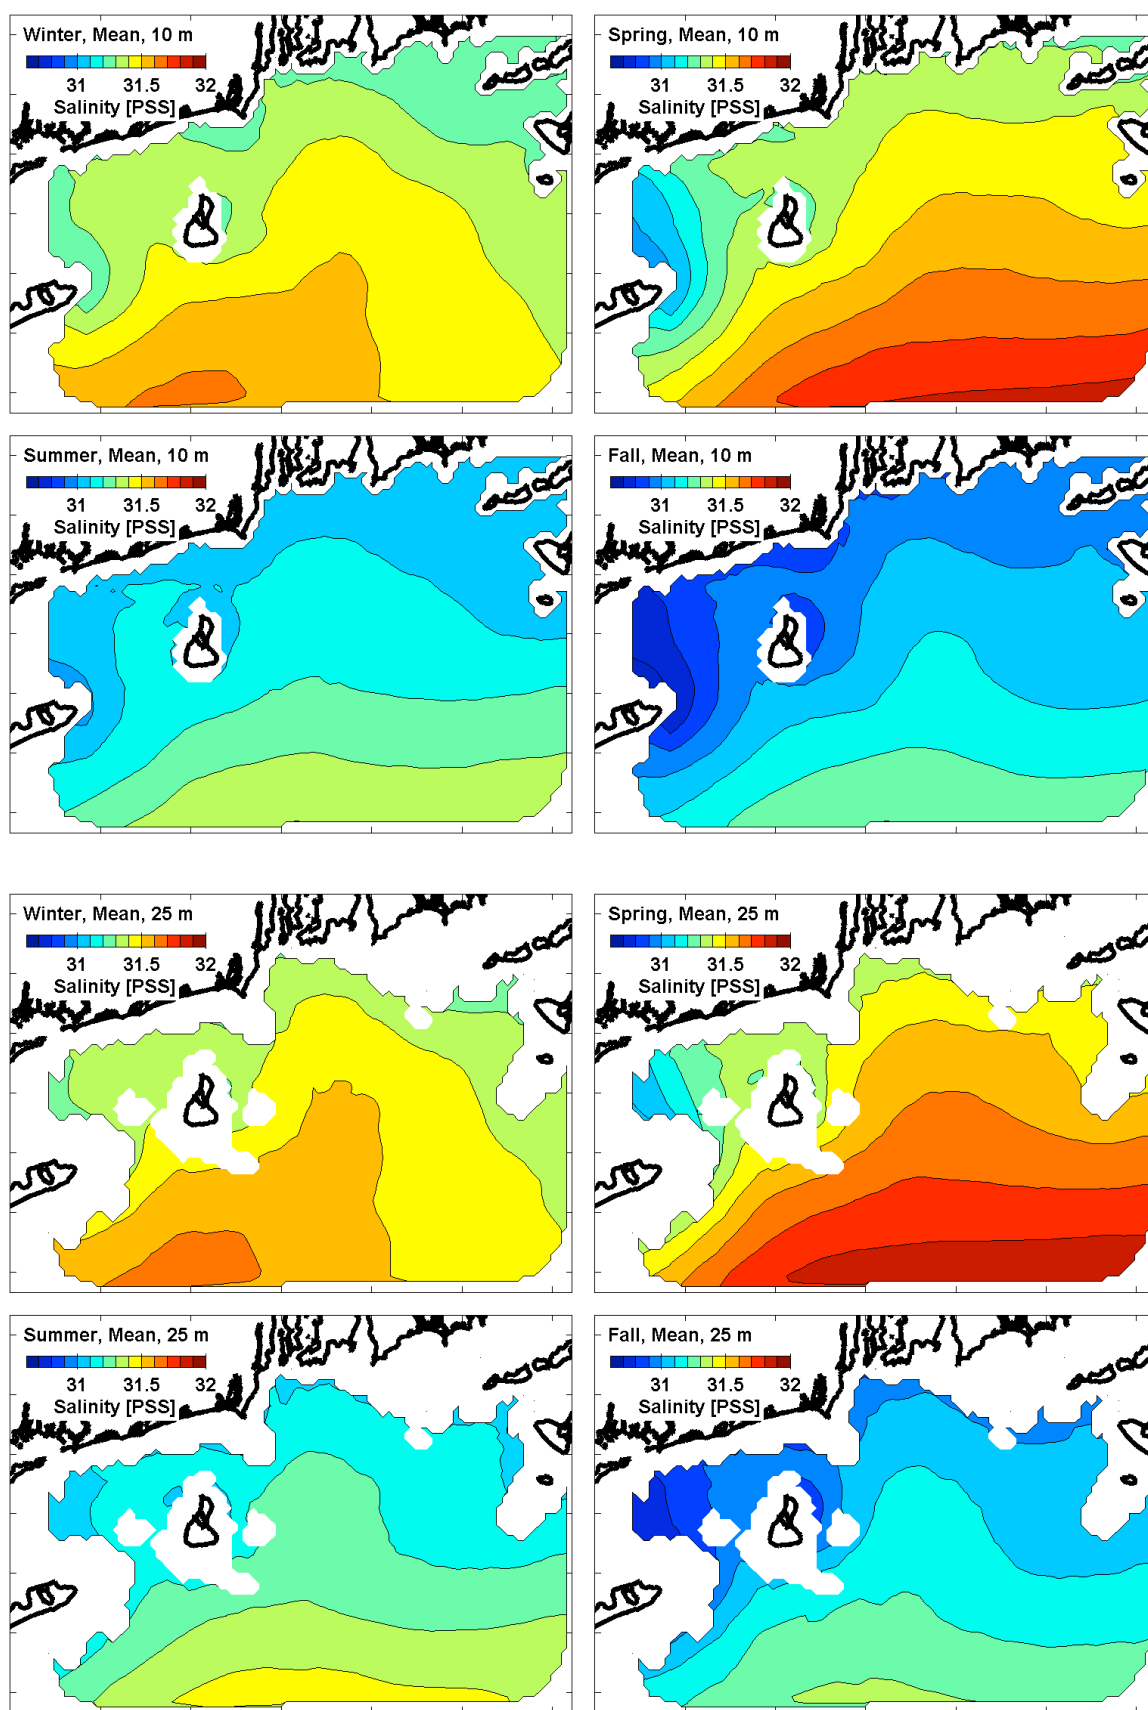 Winter, Mean, 10 m
31 31.5 32
Salinity [PSS]
Spring, Mean, 10 m
31 31.5 32
Salinity [PSS]
Summer, Mean, 10 m
31 31.5 32
Salinity [PSS]
Fall, Mean, 10 m
31 31.5 32
Salinity [PSS]
Winter, Mean, 25 m
31 31.5 32
Salinity [PSS]
Spring, Mean, 25 m
31 31.5 32
Salinity [PSS]
Summer, Mean, 25 m
31 31.5 32
Salinity [PSS]
Fall, Mean, 25 m
31 31.5 32
Salinity [PSS]